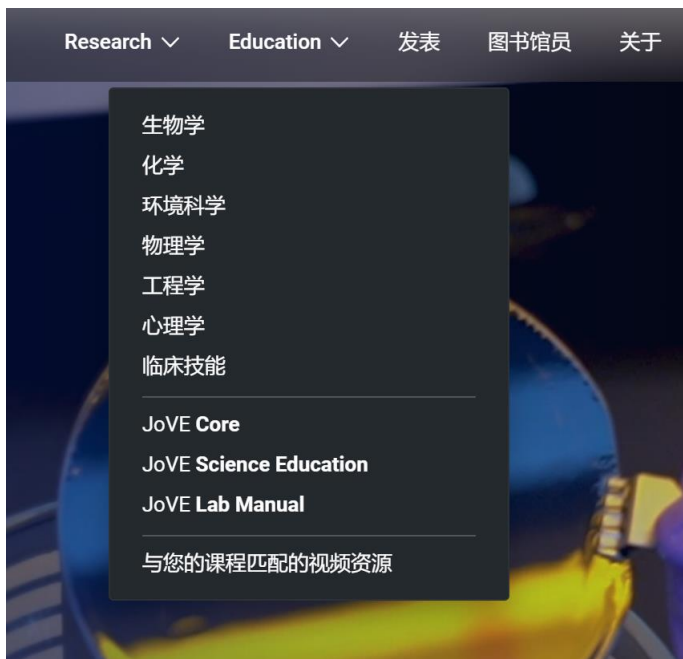 Research Education 发表 图书馆员 关于
生物学
化学
环境科学
物理学
工程学
心理学
临床技能
JoVE Core
JoVE Science Education
JoVE Lab Manual
与您的课程匹配的视频资源